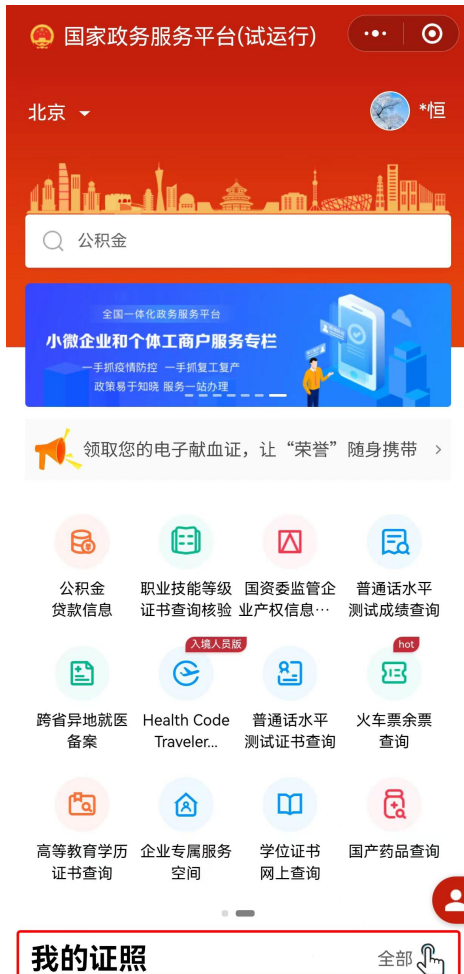 国家政务服务平台(试运行)
北京
*恒
公积金
全国一体化政务服务平台
小微企业和个体工商户服务专栏
一手抓疫情防控 一手抓复工复产
政策易于知晓 服务一站办理
领取您的电子献血证，让“荣誉”随身携带
公积金
贷款信息
职业技能等级
证书查询核验
国资委监管企
业产权信息…
普通话水平
测试成绩查询
跨省异地就医
备案
入境人员版
Health Code
Traveler...
普通话水平
测试证书查询
hot
火车票余票
查询
高等教育学历
证书查询
企业专属服务
空间
学位证书
网上查询
国产药品查询
我的证照
全部